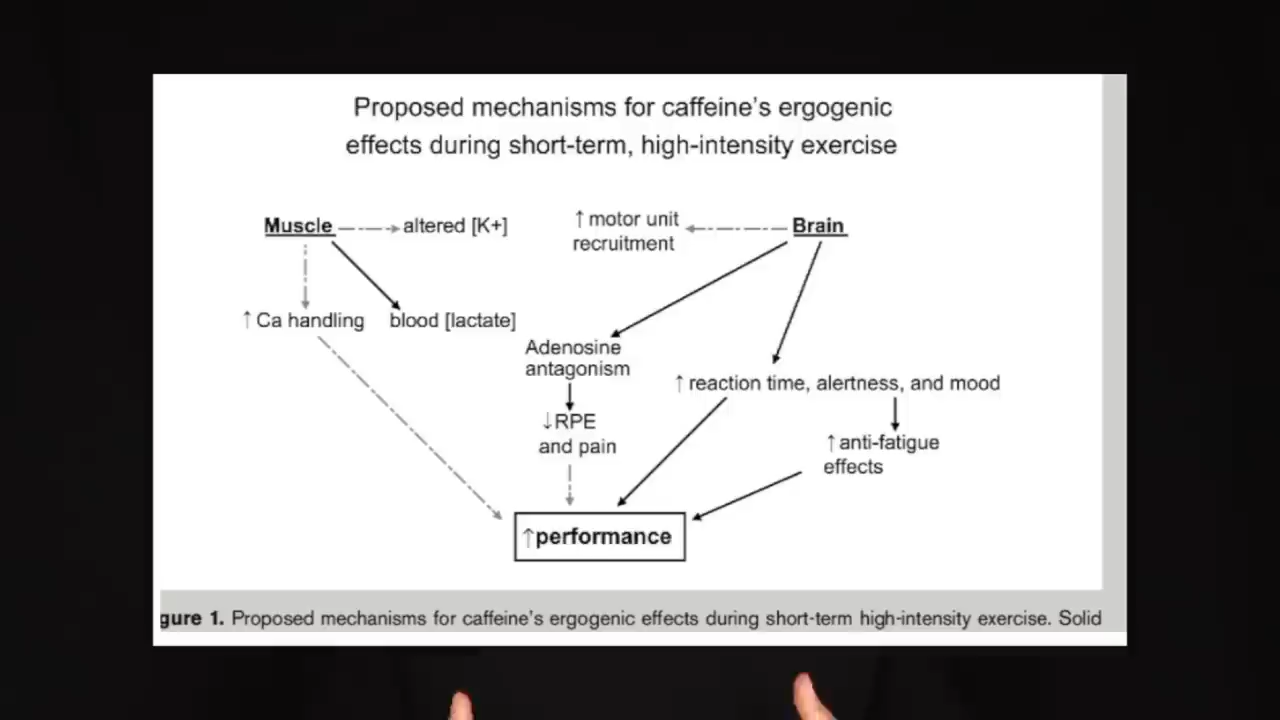 Proposed mechanisms for caffeine's ergogenic
effects during short-term, high-intensity exercise
Muscle
altered [K+]
↑ motor unit
recruitment
Brain
↑ Ca handling
blood [lactate]
Adenosine
antagonism
↑ reaction time, alertness, and mood
↓RPE
and pain
↑ anti-fatigue
effects
↑performance
gure 1. Proposed mechanisms for caffeine's ergogenic effects during short-term high-intensity exercise. Solid